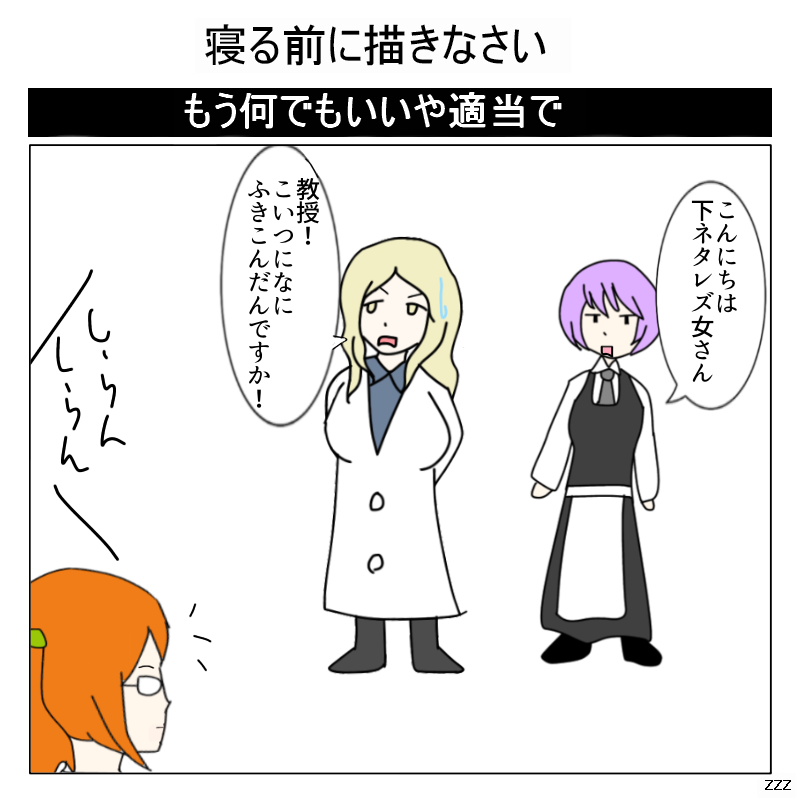 寝る前に描きなさい
もう何でもいいや適当で
こんにちは
下ネタレズ女さん
教授！
こいつになに
ふきこんだんですか！
しらん
しらん
zzz